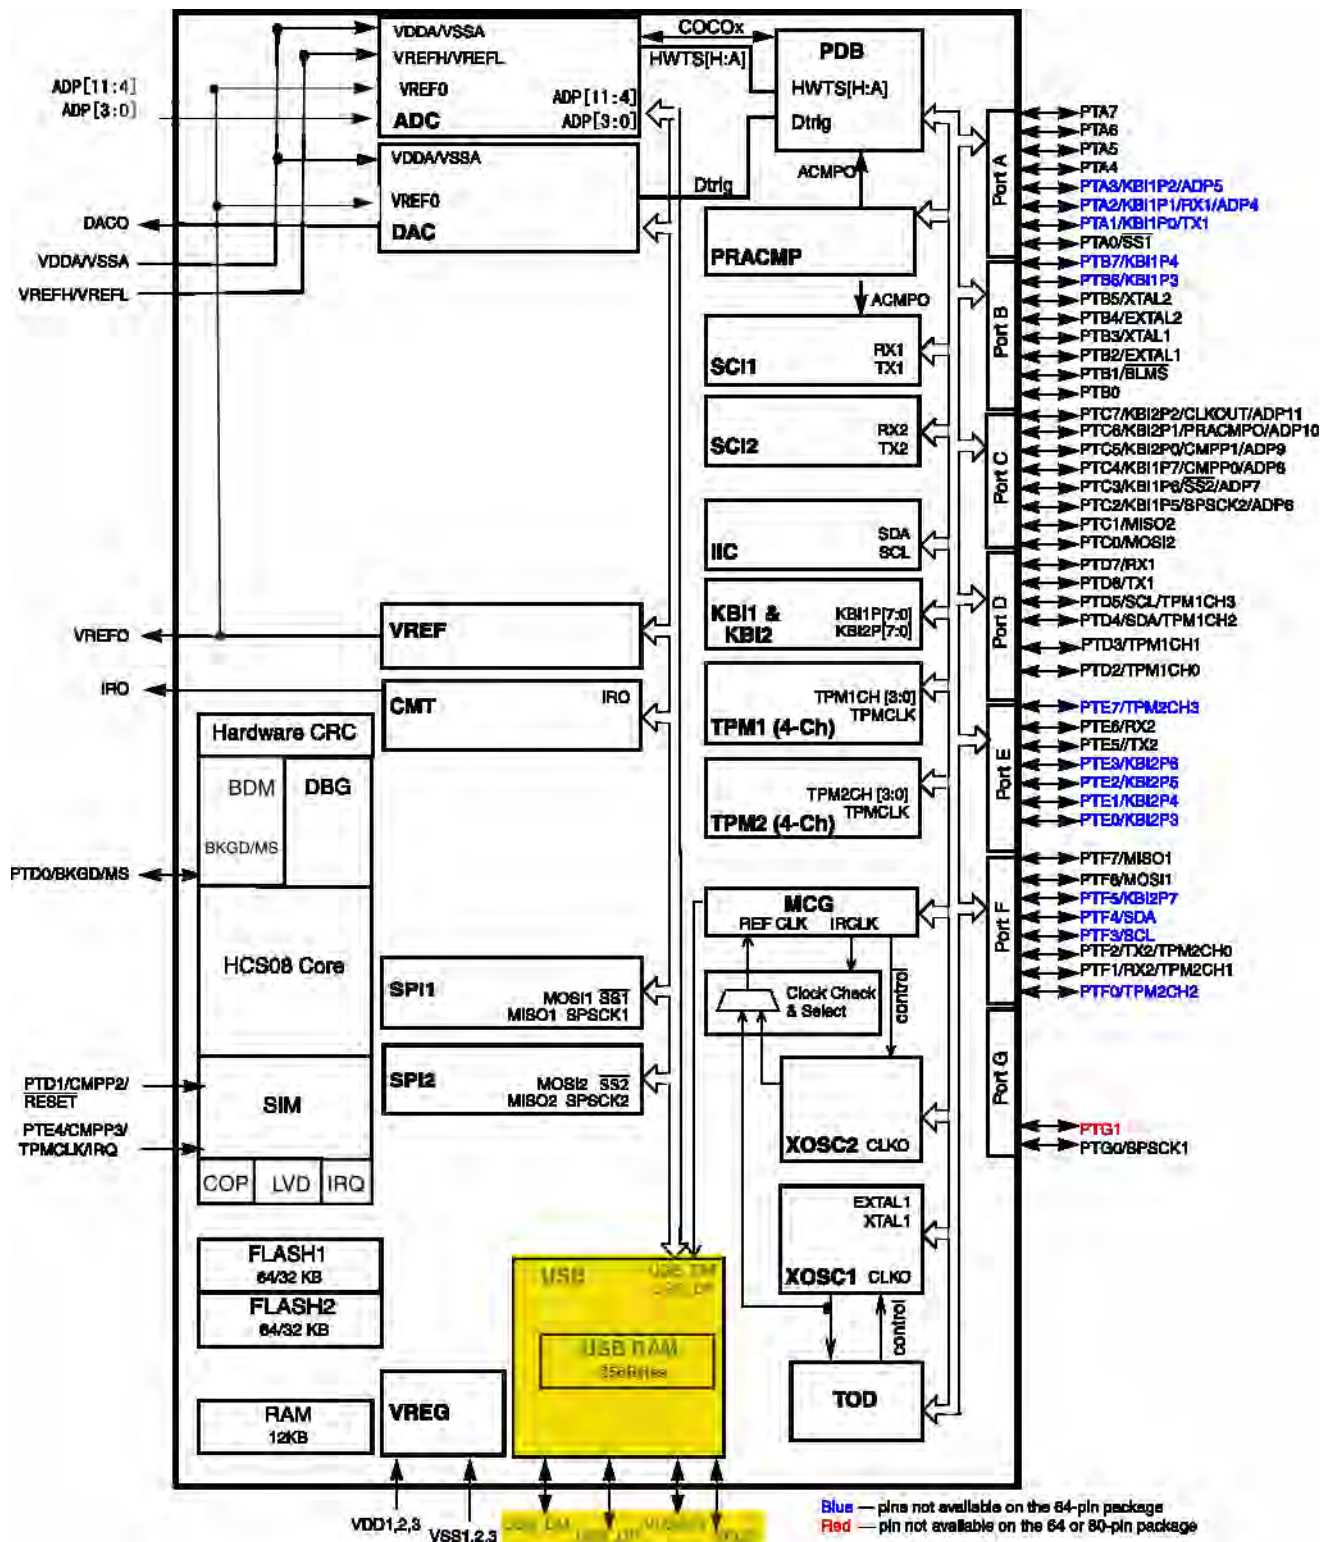 VDDA/VSSA
VREFH/VREFL
VREFO
ADP[11:4]
ADP[3:0]
ADC
ADP[11:4]
ADP[3:0]
COCOx
HWTS[H:A]
PDB
HWTS[H:A]
Dtrig
ACMPO
VDDA/VSSA
VREFO
DAC
Dtrig
DACO
VDDA/VSSA
VREFH/VREFL
PRACMP
ACMPO
SCI1
RX1
TX1
SCI2
RX2
TX2
IIC
SDA
SCL
KBI1 &
KBI2
KBI1P[7:0]
KBI2P[7:0]
TPM1CH [3:0]
TPMCLK
TPM1 (4-Ch)
TPM2CH [3:0]
TPMCLK
TPM2 (4-Ch)
VREFO
VREF
IRO
CMT
IRO
Hardware CRC
BDM
DBG
BKGD/MS
PTD0/BKGD/MS
HCS08 Core
SIM
PTD1/CMPP2/
RESET
PTE4/CMPP3/
TPMCLK/IRQ
COP
LVD
IRQ
SPI1
MOSI1 SS1
MISO1 SPSCK1
SPI2
MOSI2 SS2
MISO2 SPSCK2
MCG
REF CLK IRCLK
Clock Check
& Select
control
XOSC2 CLKO
EXTAL1
XTAL1
XOSC1 CLKO
control
TOD
FLASH1
64/32 KB
FLASH2
64/32 KB
RAM
12KB
VREG
USB
USB RAM
256Bytes
VDD1,2,3
VSS1,2,3
Port A
PTA7
PTA6
PTA5
PTA4
PTA3/KBI1P2/ADP5
PTA2/KBI1P1/RX1/ADP4
PTA1/KBI1P0/TX1
PTA0/SS1
Port B
PTB7/KBI1P4
PTB6/KBI1P3
PTB5/XTAL2
PTB4/EXTAL2
PTB3/XTAL1
PTB2/EXTAL1
PTB1/BLMS
PTB0
Port C
PTC7/KBI2P2/CLKOUT/ADP11
PTC6/KBI2P1/PRACMPO/ADP10
PTC5/KBI2P0/CMPP1/ADP9
PTC4/KBI1P7/CMPP0/ADP8
PTC3/KBI1P6/SS2/ADP7
PTC2/KBI1P5/SPSCK2/ADP6
PTC1/MISO2
PTC0/MOSI2
Port D
PTD7/RX1
PTD6/TX1
PTD5/SCL/TPM1CH3
PTD4/SDA/TPM1CH2
PTD3/TPM1CH1
PTD2/TPM1CH0
Port E
PTE7/TPM2CH3
PTE6/RX2
PTE5//TX2
PTE3/KBI2P6
PTE2/KBI2P5
PTE1/KBI2P4
PTE0/KBI2P3
Port F
PTF7/MISO1
PTF6/MOSI1
PTF5/KBI2P7
PTF4/SDA
PTF3/SCL
PTF2/TX2/TPM2CH0
PTF1/RX2/TPM2CH1
PTF0/TPM2CH2
Port G
PTG1
PTG0/SPSCK1
Blue — pins not available on the 64-pin package
Red — pin not available on the 64 or 80-pin package